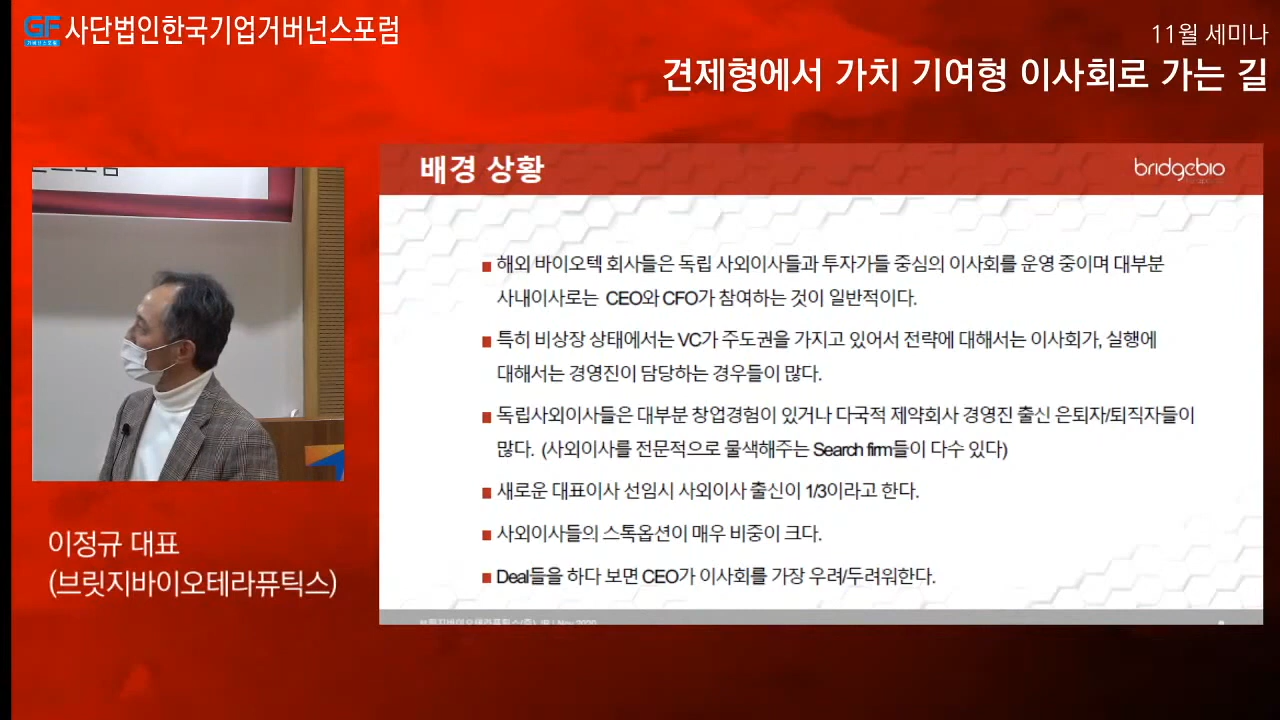 GF 사단법인한국기업거버넌스포럼
거버넌스포럼
11월 세미나
견제형에서 가치 기여형 이사회로 가는 길
배경 상황
bridgebio
해외 바이오텍 회사들은 독립 사외이사들과 투자가들 중심의 이사회를 운영 중이며 대부분
사내이사로는 CEO와 CFO가 참여하는 것이 일반적이다.
특히 비상장 상태에서는 VC가 주도권을 가지고 있어서 전략에 대해서는 이사회가, 실행에
대해서는 경영진이 담당하는 경우들이 많다.
독립사외이사들은 대부분 창업경험이 있거나 다국적 제약회사 경영진 출신 은퇴자/퇴직자들이
많다. (사외이사를 전문적으로 물색해주는 Search firm들이 다수 있다)
새로운 대표이사 선임시 사외이사 출신이 1/3이라고 한다.
사외이사들의 스톡옵션이 매우 비중이 크다.
Deal들을 하다 보면 CEO가 이사회를 가장 우려/두려워한다.
이정규 대표
(브릿지바이오테라퓨틱스)